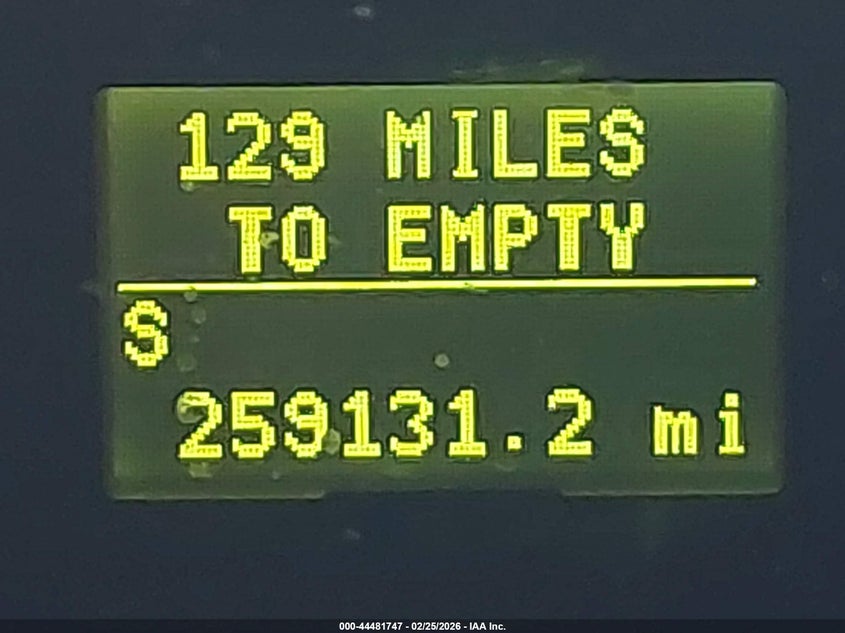 129 MILES
TO EMPTY
S
259131.2 mi
000-44481747 - 02/25/2026 - IAA Inc.